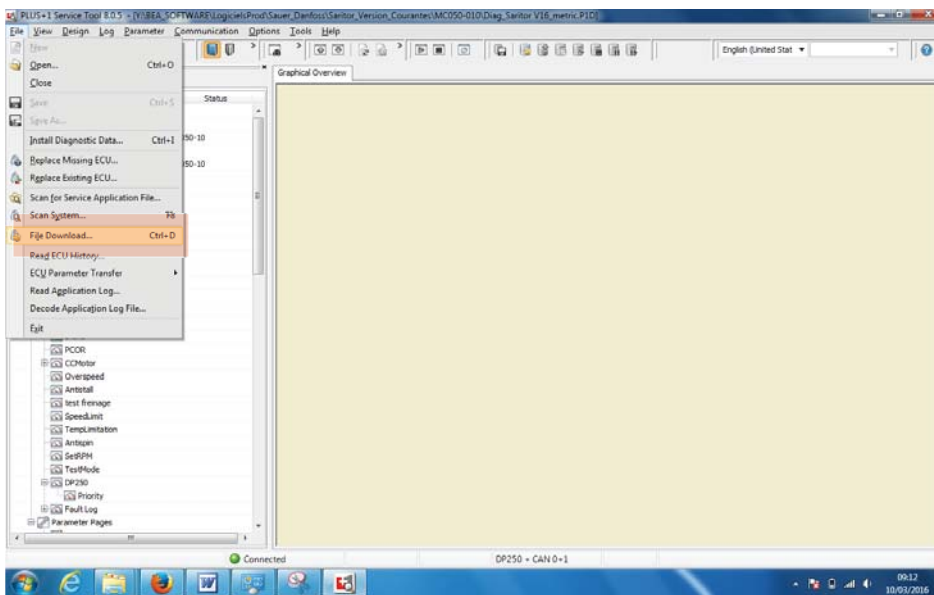 PLUS+1 Service Tool 8.0.5 - [Y:\BEA_SOFTWARE\LogicielsProd\Sauer_Danfoss\Saritor_Version_Courantes\MC050-010\Diag_Saritor V16_metric.P1D]
File View Design Log Parameter Communication Options Tools Help
New
Open... Ctrl+O
Close
Save Ctrl+S
Save As...
Install Diagnostic Data... Ctrl+I
Replace Missing ECU...
Replace Existing ECU...
Scan for Service Application File...
Scan System... F8
File Download... Ctrl+D
Read ECU History...
ECU Parameter Transfer
Read Application Log...
Decode Application Log File...
Exit
English (United Stat
Graphical Overview
Status
050-10
050-10
PCOR
CCMotor
Overspeed
Antistall
test freinage
SpeedLimit
TempLimitation
Antispin
SetRPM
TestMode
DP250
Priority
Fault Log
Parameter Pages
Connected
DP250 - CAN 0-1
09:12
10/03/2016